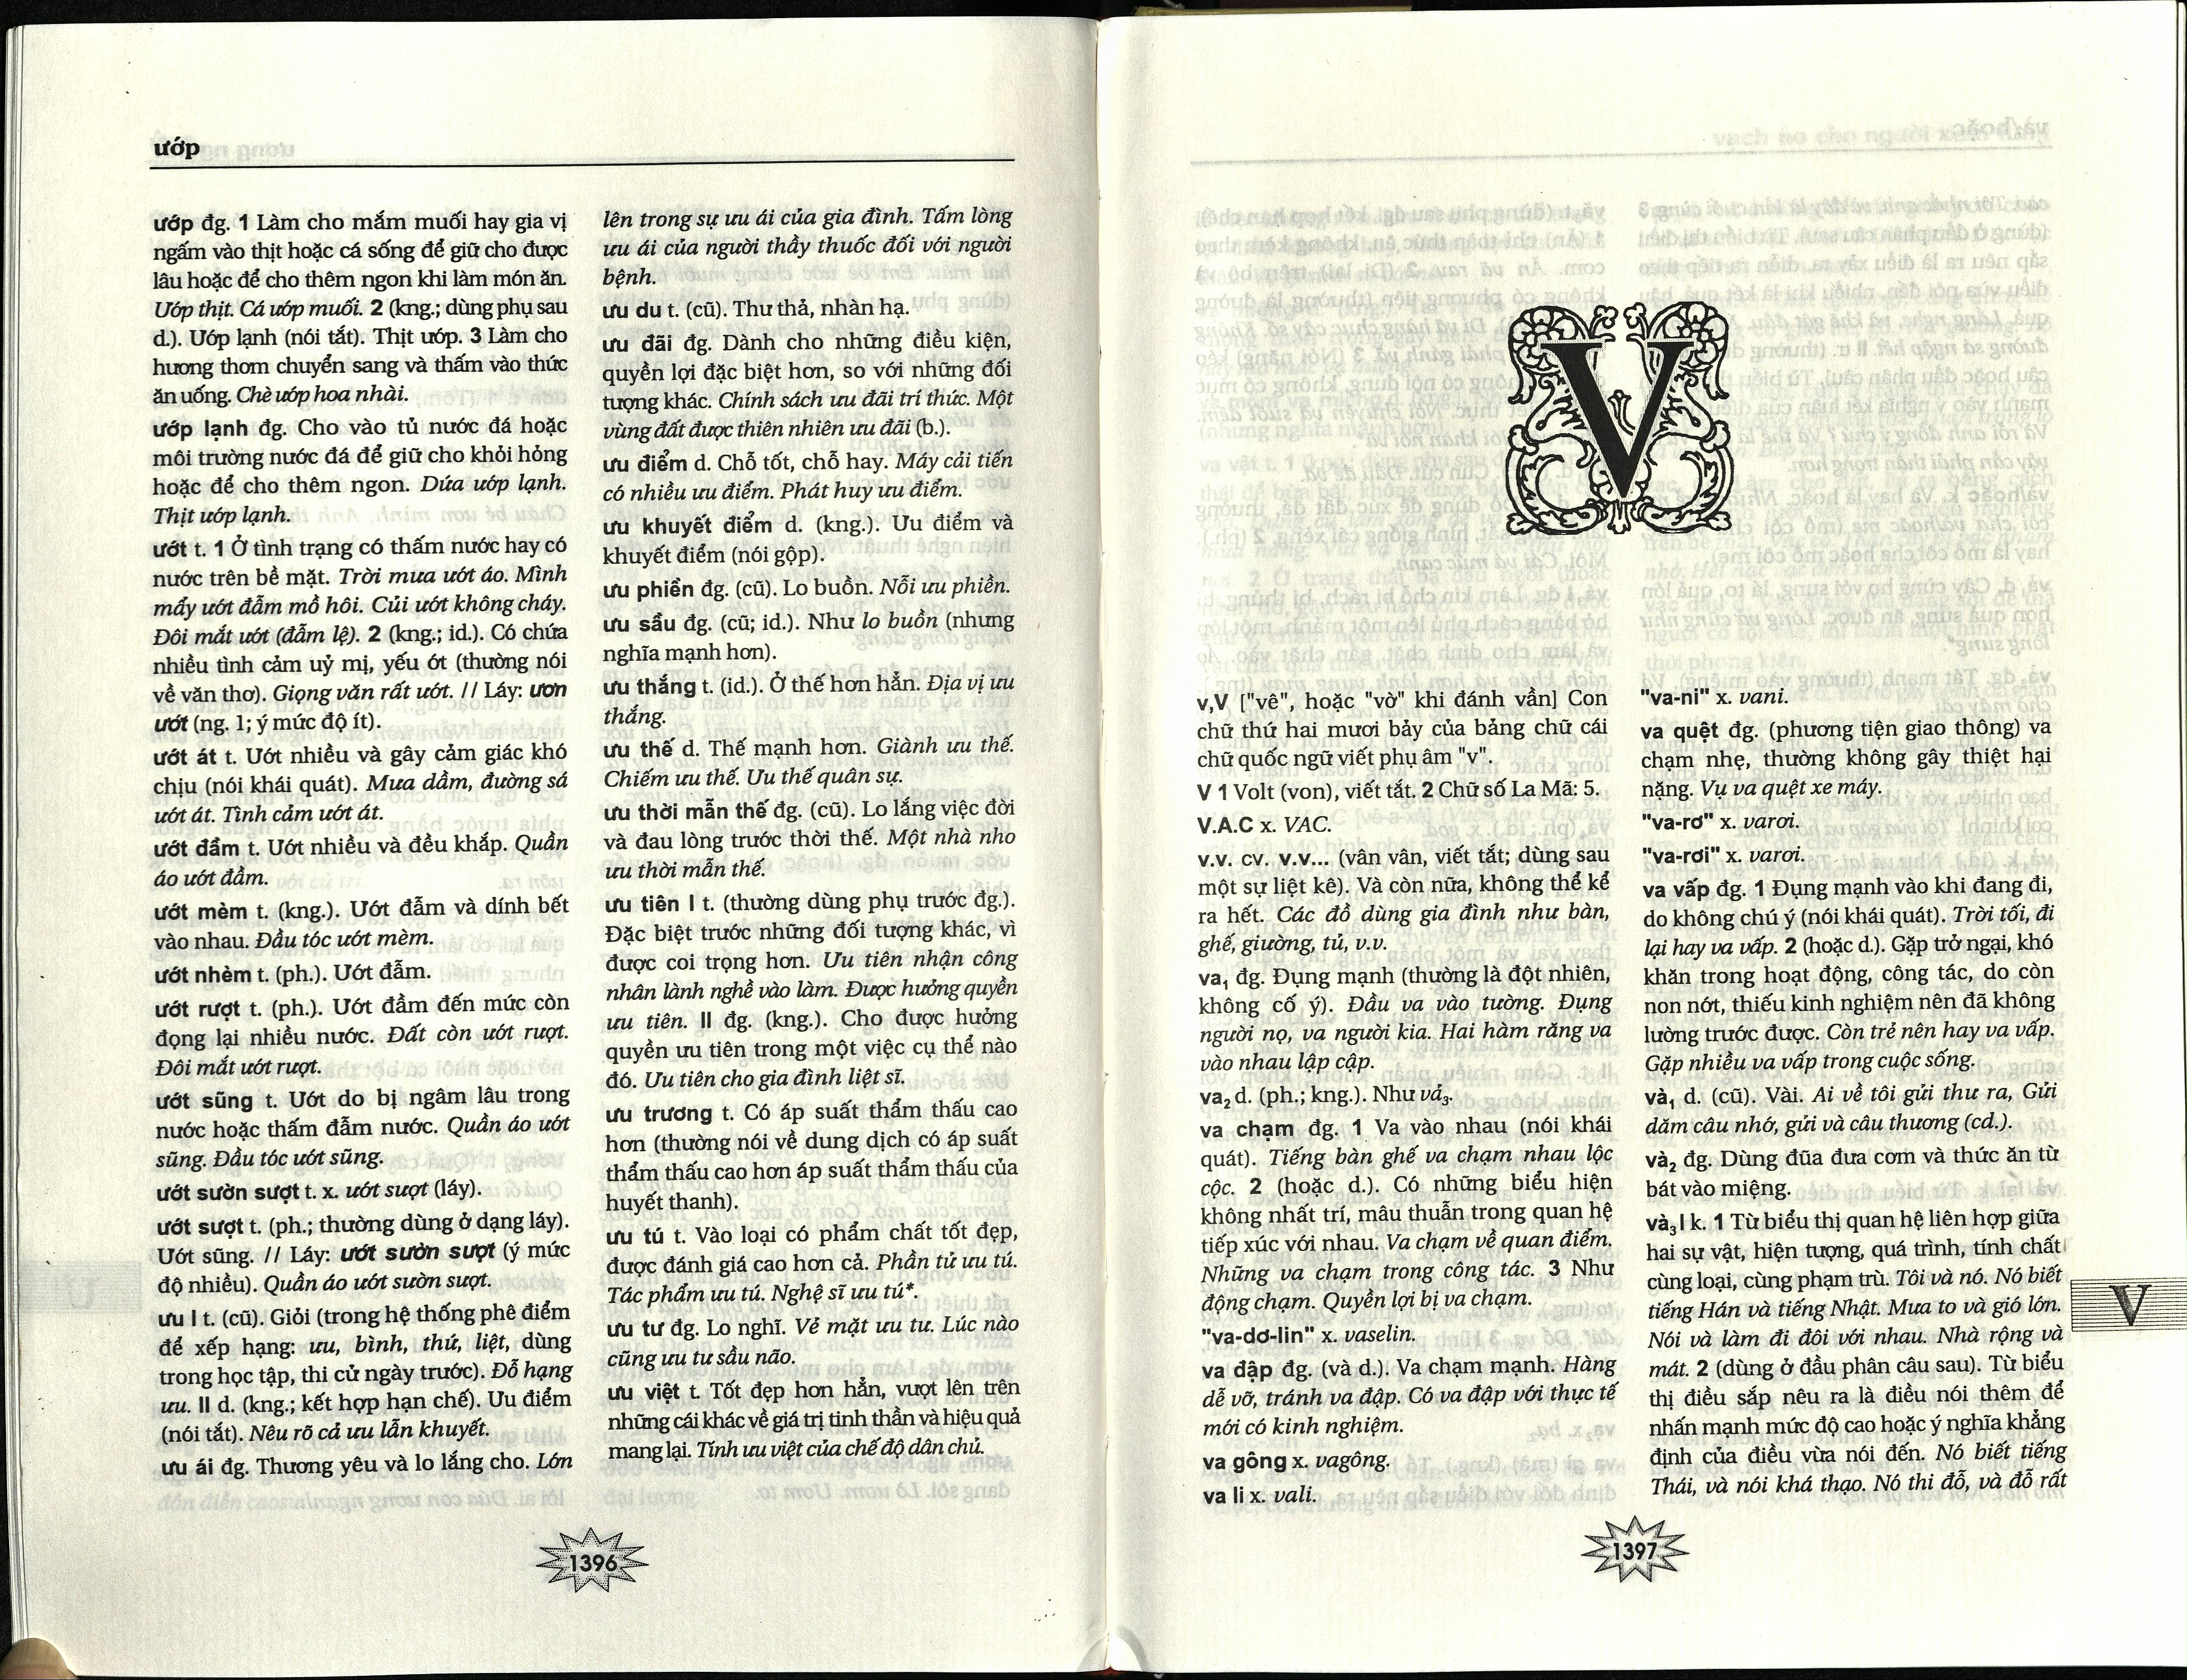 ướp
ướp đg. 1 Làm cho mắm muối hay gia vị
ngấm vào thịt hoặc cá sống để giữ cho được
lâu hoặc để cho thêm ngon khi làm món ăn.
Ướp thịt. Cá ướp muối. 2 (kng.; dùng phụ sau
d.). Ướp lạnh (nói tắt). Thịt ướp. 3 Làm cho
hương thơm chuyển sang và thấm vào thức
ăn uống. Chè ướp hoa nhài.
ướp lạnh đg. Cho vào tủ nước đá hoặc
môi trường nước đá để giữ cho khỏi hỏng
hoặc để cho thêm ngon. Dứa ướp lạnh.
Thịt ướp lạnh.
ướt t. 1 Ở tình trạng có thấm nước hay có
nước trên bề mặt. Trời mưa ướt áo. Mình
mẩy ướt đẫm mồ hôi. Củi ướt không cháy.
Đôi mắt ướt (đẫm lệ). 2 (kng.; id.). Có chứa
nhiều tình cảm uỷ mị, yếu ớt (thường nói
về văn thơ). Giọng văn rất ướt. // Láy: ươn
ướt (ng. 1; ý mức độ ít).
ướt át t. Ướt nhiều và gây cảm giác khó
chịu (nói khái quát). Mưa dầm, đường sá
ướt át. Tình cảm ướt át.
ướt đầm t. Ướt nhiều và đều khắp. Quần
áo ướt đầm.
ướt mèm t. (kng.). Ướt đẫm và dính bết
vào nhau. Đầu tóc ướt mèm.
ướt nhèm t. (ph.). Ướt đẫm.
ướt rượt t. (ph.). Ướt đầm đến mức còn
đọng lại nhiều nước. Đất còn ướt rượt.
Đôi mắt ướt rượt.
ướt sũng t. Ướt do bị ngâm lâu trong
nước hoặc thấm đẫm nước. Quần áo ướt
sũng. Đầu tóc ướt sũng.
ướt sườn sượt t. x. ướt sượt (láy).
ướt sượt t. (ph.; thường dùng ở dạng láy).
Ướt sũng. // Láy: ướt sườn sượt (ý mức
độ nhiều). Quần áo ướt sườn sượt.
ưu I t. (cũ). Giỏi (trong hệ thống phê điểm
để xếp hạng: ưu, bình, thứ, liệt, dùng
trong học tập, thi cử ngày trước). Đỗ hạng
ưu. II d. (kng.; kết hợp hạn chế). Ưu điểm
(nói tắt). Nêu rõ cả ưu lẫn khuyết.
ưu ái đg. Thương yêu và lo lắng cho. Lớn
lên trong sự ưu ái của gia đình. Tấm lòng
ưu ái của người thầy thuốc đối với người
bệnh.
ưu du t. (cũ). Thư thả, nhàn hạ.
ưu đãi đg. Dành cho những điều kiện,
quyền lợi đặc biệt hơn, so với những đối
tượng khác. Chính sách ưu đãi trí thức. Một
vùng đất được thiên nhiên ưu đãi (b.).
ưu điểm d. Chỗ tốt, chỗ hay. Máy cải tiến
có nhiều ưu điểm. Phát huy ưu điểm.
ưu khuyết điểm d. (kng.). Ưu điểm và
khuyết điểm (nói gộp).
ưu phiền đg. (cũ). Lo buồn. Nỗi ưu phiền.
ưu sầu đg. (cũ; id.). Như lo buồn (nhưng
nghĩa mạnh hơn).
ưu thắng t. (id.). Ở thế hơn hẳn. Địa vị ưu
thắng.
ưu thế d. Thế mạnh hơn. Giành ưu thế.
Chiếm ưu thế. Ưu thế quân sự.
ưu thời mẫn thế đg. (cũ). Lo lắng việc đời
và đau lòng trước thời thế. Một nhà nho
ưu thời mẫn thế.
ưu tiên I t. (thường dùng phụ trước đg.).
Đặc biệt trước những đối tượng khác, vì
được coi trọng hơn. Ưu tiên nhận công
nhân lành nghề vào làm. Được hưởng quyền
ưu tiên. II đg. (kng.). Cho được hưởng
quyền ưu tiên trong một việc cụ thể nào
đó. Ưu tiên cho gia đình liệt sĩ.
ưu trương t. Có áp suất thẩm thấu cao
hơn (thường nói về dung dịch có áp suất
thẩm thấu cao hơn áp suất thẩm thấu của
huyết thanh).
ưu tú t. Vào loại có phẩm chất tốt đẹp,
được đánh giá cao hơn cả. Phần tử ưu tú.
Tác phẩm ưu tú. Nghệ sĩ ưu tú*.
ưu tư đg. Lo nghĩ. Vẻ mặt ưu tư. Lúc nào
cũng ưu tư sầu não.
ưu việt t. Tốt đẹp hơn hẳn, vượt lên trên
những cái khác về giá trị tinh thần và hiệu quả
mang lại. Tính ưu việt của chế độ dân chủ.
1396
V
v,V ["vê", hoặc "vờ" khi đánh vần] Con
chữ thứ hai mươi bảy của bảng chữ cái
chữ quốc ngữ viết phụ âm "v".
V 1 Volt (von), viết tắt. 2 Chữ số La Mã: 5.
V.A.C x. VAC.
v.v. cv. v.v... (vân vân, viết tắt; dùng sau
một sự liệt kê). Và còn nữa, không thể kể
ra hết. Các đồ dùng gia đình như bàn,
ghế, giường, tủ, v.v.
va₁ đg. Đụng mạnh (thường là đột nhiên,
không cố ý). Đầu va vào tường. Đụng
người nọ, va người kia. Hai hàm răng va
vào nhau lập cập.
va₂ d. (ph.; kng.). Như vả₃.
va chạm đg. 1 Va vào nhau (nói khái
quát). Tiếng bàn ghế va chạm nhau lộc
cộc. 2 (hoặc d.). Có những biểu hiện
không nhất trí, mâu thuẫn trong quan hệ
tiếp xúc với nhau. Va chạm về quan điểm.
Những va chạm trong công tác. 3 Như
động chạm. Quyền lợi bị va chạm.
"va-dơ-lin" x. vaselin.
va đập đg. (và d.). Va chạm mạnh. Hàng
dễ vỡ, tránh va đập. Có va đập với thực tế
mới có kinh nghiệm.
va gông x. vagông.
va li x. vali.
"va-ni" x. vani.
va quệt đg. (phương tiện giao thông) va
chạm nhẹ, thường không gây thiệt hại
nặng. Vụ va quệt xe máy.
"va-rơ" x. varơi.
"va-rơi" x. varơi.
va vấp đg. 1 Đụng mạnh vào khi đang đi,
do không chú ý (nói khái quát). Trời tối, đi
lại hay va vấp. 2 (hoặc d.). Gặp trở ngại, khó
khăn trong hoạt động, công tác, do còn
non nớt, thiếu kinh nghiệm nên đã không
lường trước được. Còn trẻ nên hay va vấp.
Gặp nhiều va vấp trong cuộc sống.
và₁ d. (cũ). Vài. Ai về tôi gửi thư ra, Gửi
dăm câu nhớ, gửi và câu thương (cd.).
và₂ đg. Dùng đũa đưa cơm và thức ăn từ
bát vào miệng.
và₃ I k. 1 Từ biểu thị quan hệ liên hợp giữa
hai sự vật, hiện tượng, quá trình, tính chất
cùng loại, cùng phạm trù. Tôi và nó. Nó biết
tiếng Hán và tiếng Nhật. Mưa to và gió lớn.
Nói và làm đi đôi với nhau. Nhà rộng và
mát. 2 (dùng ở đầu phân câu sau). Từ biểu
thị điều sắp nêu ra là điều nói thêm để
nhấn mạnh mức độ cao hoặc ý nghĩa khẳng
định của điều vừa nói đến. Nó biết tiếng
Thái, và nói khá thạo. Nó thi đỗ, và đỗ rất
V
1397